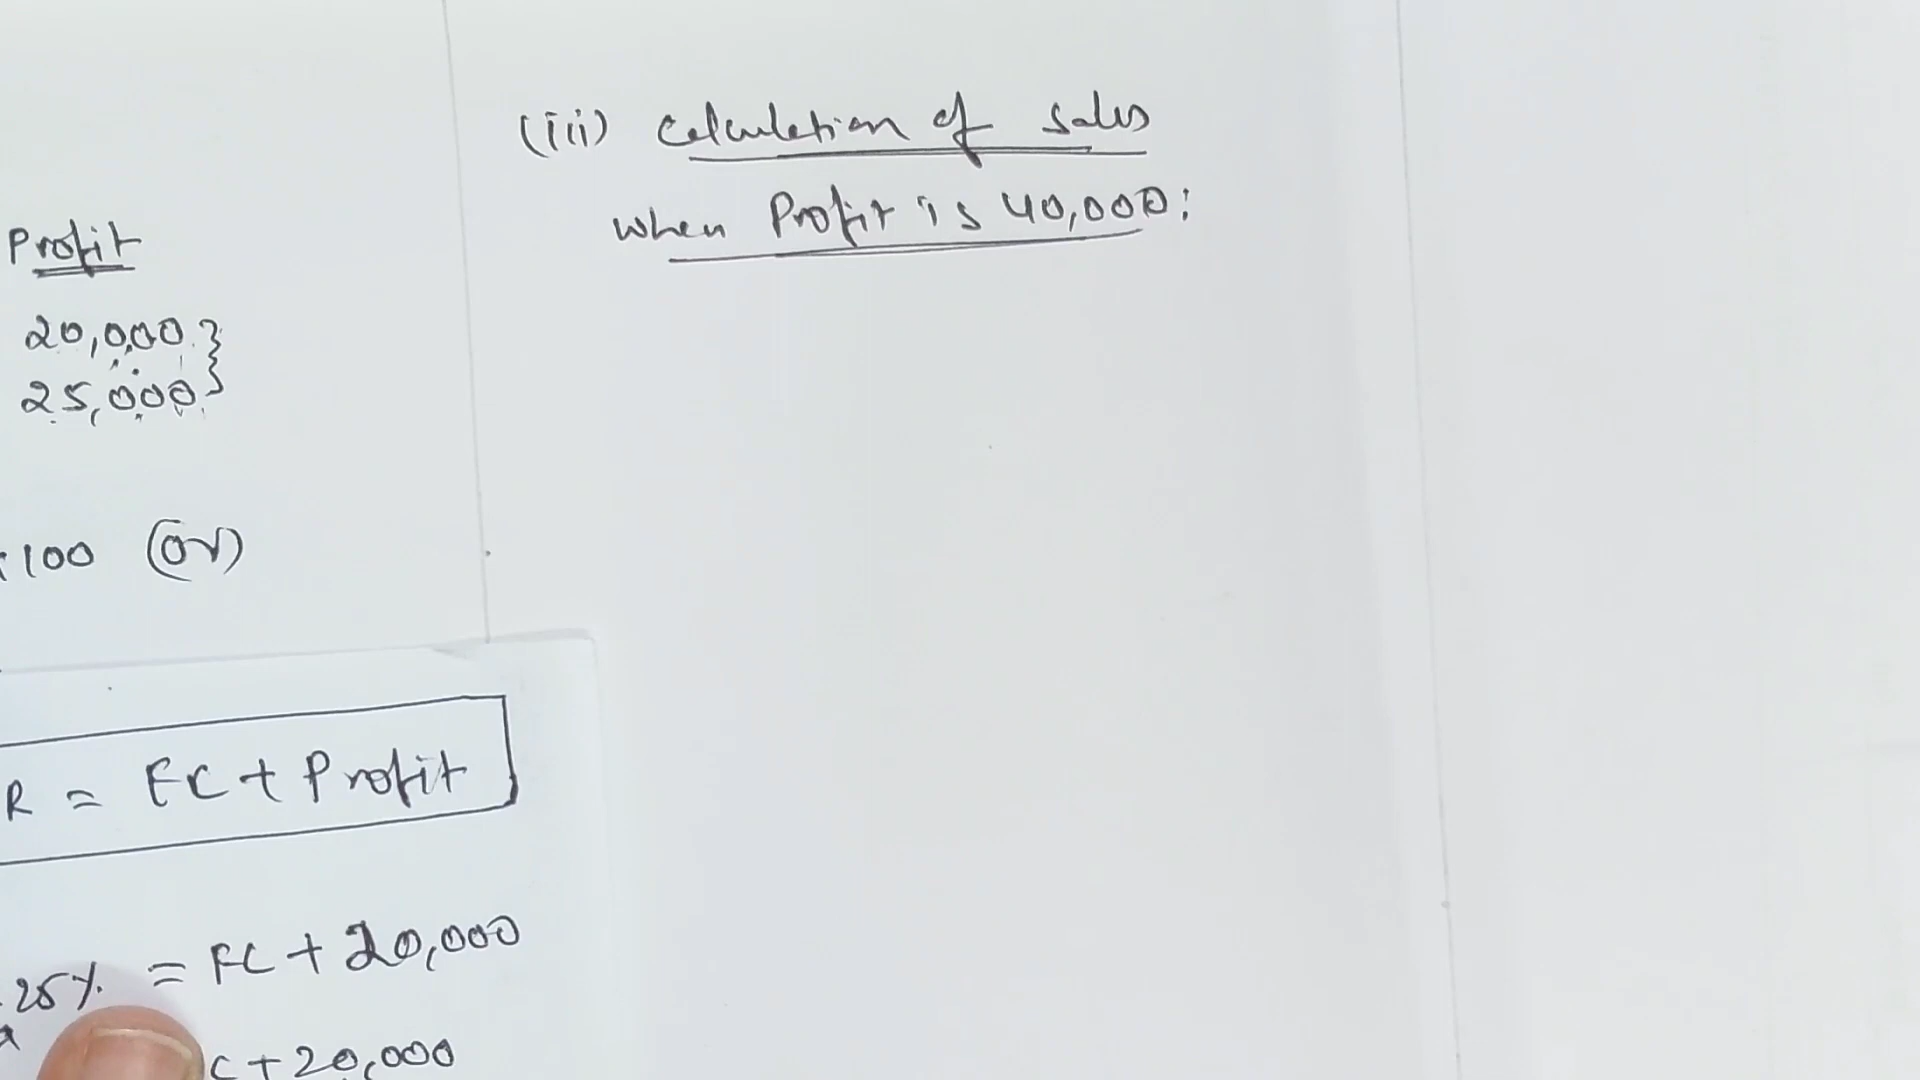 (iii) Calculation of sales
when Profit is 40,000:
Profit
20,000
25,000
100 (or)
R = FC + Profit
25% = FC + 20,000
C + 20,000